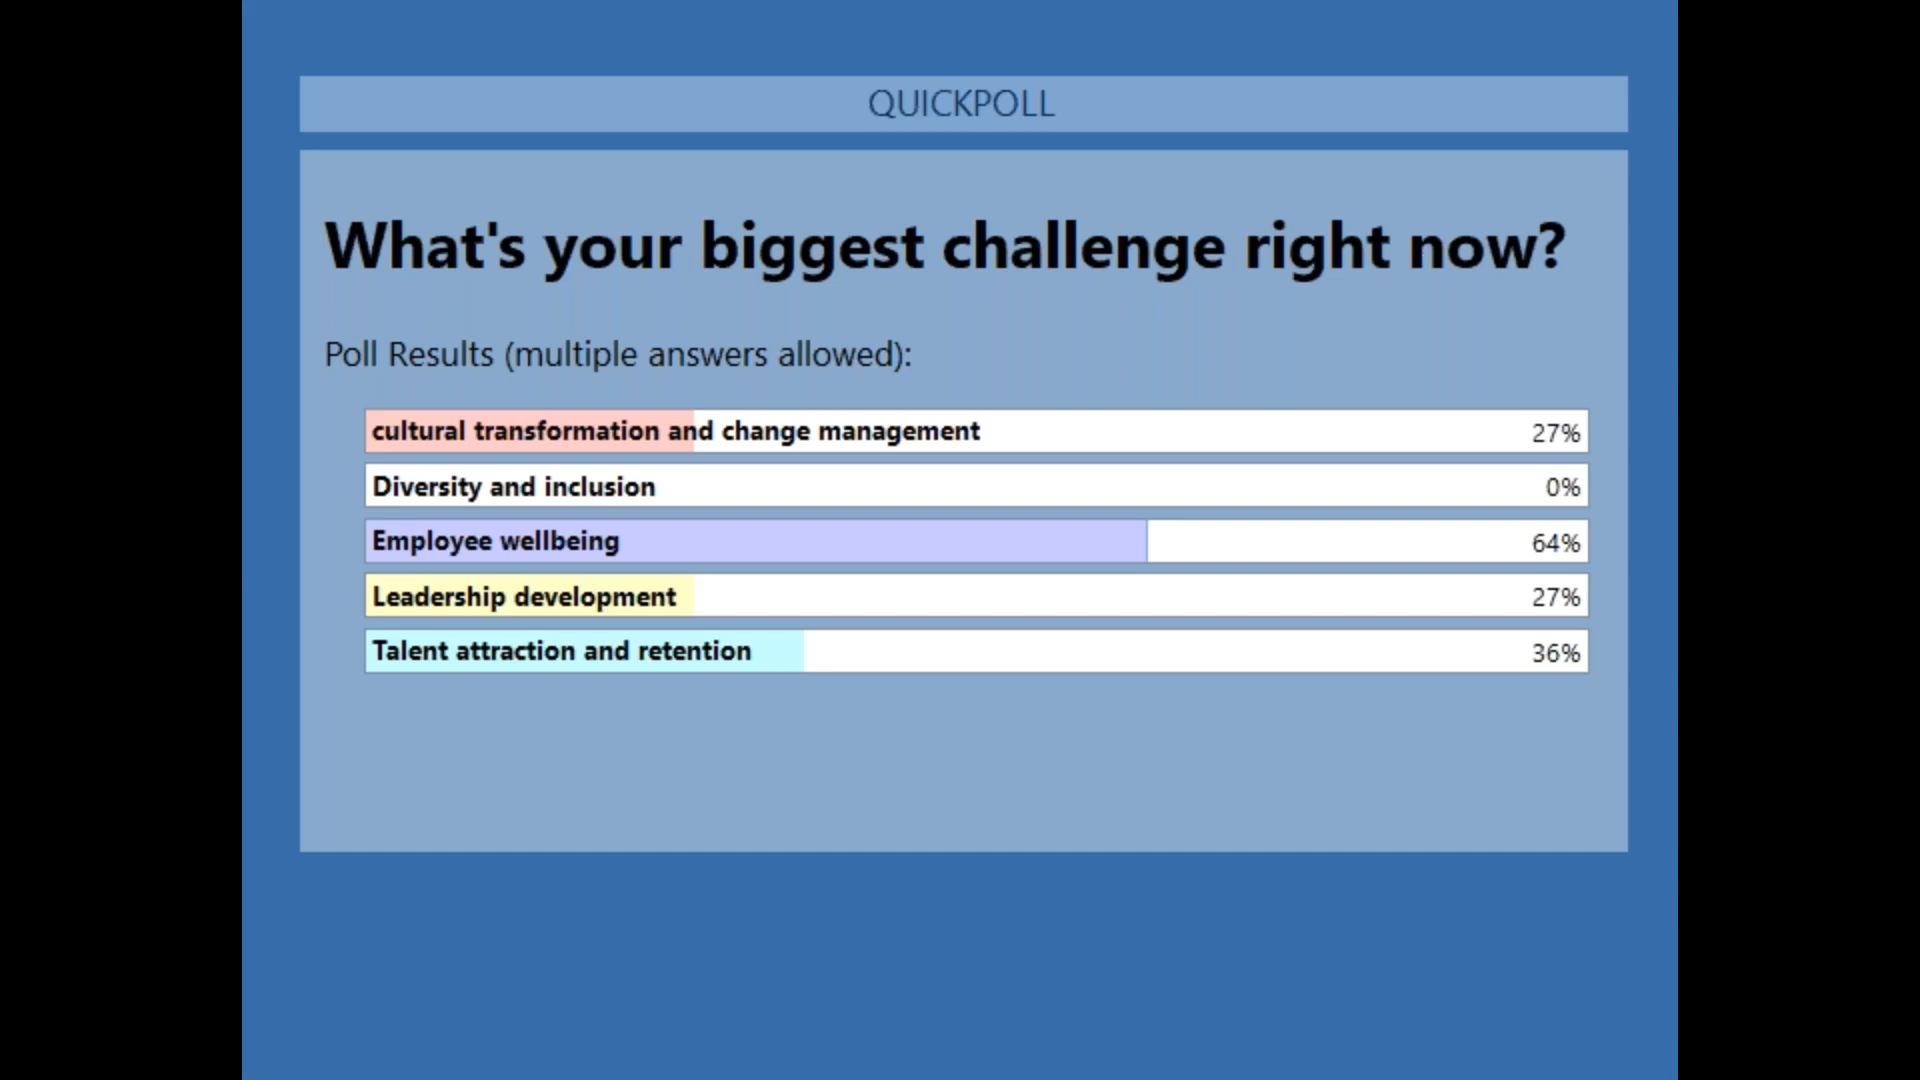 QUICKPOLL
What's your biggest challenge right now?
Poll Results (multiple answers allowed):
cultural transformation and change management 27%
Diversity and inclusion 0%
Employee wellbeing 64%
Leadership development 27%
Talent attraction and retention 36%